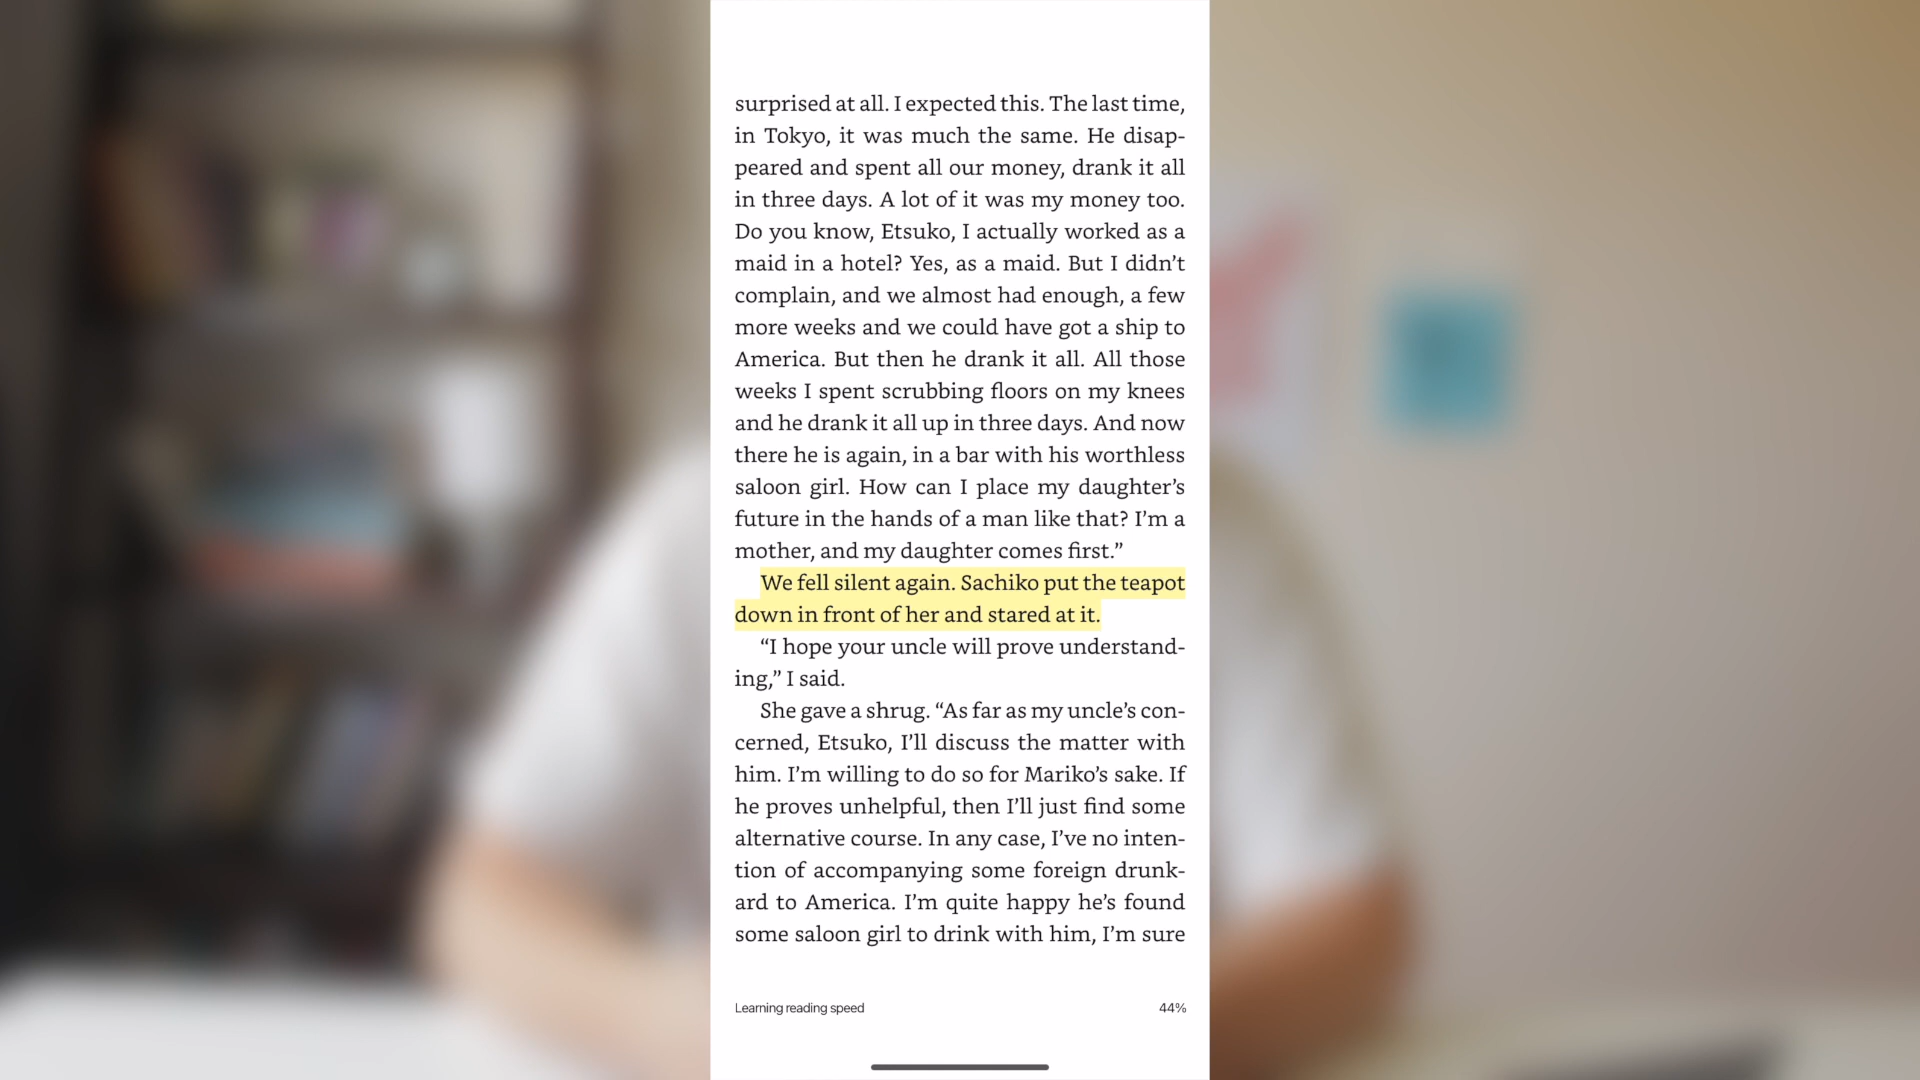 surprised at all. I expected this. The last time,
in Tokyo, it was much the same. He disap-
peared and spent all our money, drank it all
in three days. A lot of it was my money too.
Do you know, Etsuko, I actually worked as a
maid in a hotel? Yes, as a maid. But I didn’t
complain, and we almost had enough, a few
more weeks and we could have got a ship to
America. But then he drank it all. All those
weeks I spent scrubbing floors on my knees
and he drank it all up in three days. And now
there he is again, in a bar with his worthless
saloon girl. How can I place my daughter’s
future in the hands of a man like that? I’m a
mother, and my daughter comes first.”
We fell silent again. Sachiko put the teapot
down in front of her and stared at it.
“I hope your uncle will prove understand-
ing,” I said.
She gave a shrug. “As far as my uncle’s con-
cerned, Etsuko, I’ll discuss the matter with
him. I’m willing to do so for Mariko’s sake. If
he proves unhelpful, then I’ll just find some
alternative course. In any case, I’ve no inten-
tion of accompanying some foreign drunk-
ard to America. I’m quite happy he’s found
some saloon girl to drink with him, I’m sure
Learning reading speed 44%